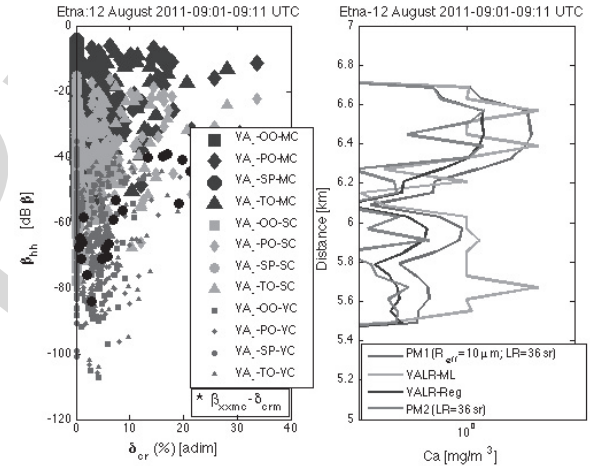 Etna:12 August 2011-09:01-09:11 UTC
0
-20
-40
-60
-80
-100
-120
β_hh [dB β]
0 10 20 30 40
δ_cr (%) [adim]
VA_-OO-MC
VA_-PO-MC
VA_-SP-MC
VA_-TO-MC
VA_-OO-SC
VA_-PO-SC
VA_-SP-SC
VA_-TO-SC
VA_-OO-VC
VA_-PO-VC
VA_-SP-VC
VA_-TO-VC
* β_xxmc-δ_crm
Etna-12 August 2011-09:01-09:11 UTC
7
6.8
6.6
6.4
6.2
6
5.8
5.6
5.4
5.2
5
Distance [km]
PM1(R_eff=10 μm; LR=36 sr)
VALR-ML
VALR-Reg
PM2(LR=36 sr)
10⁰
Ca [mg/m³]